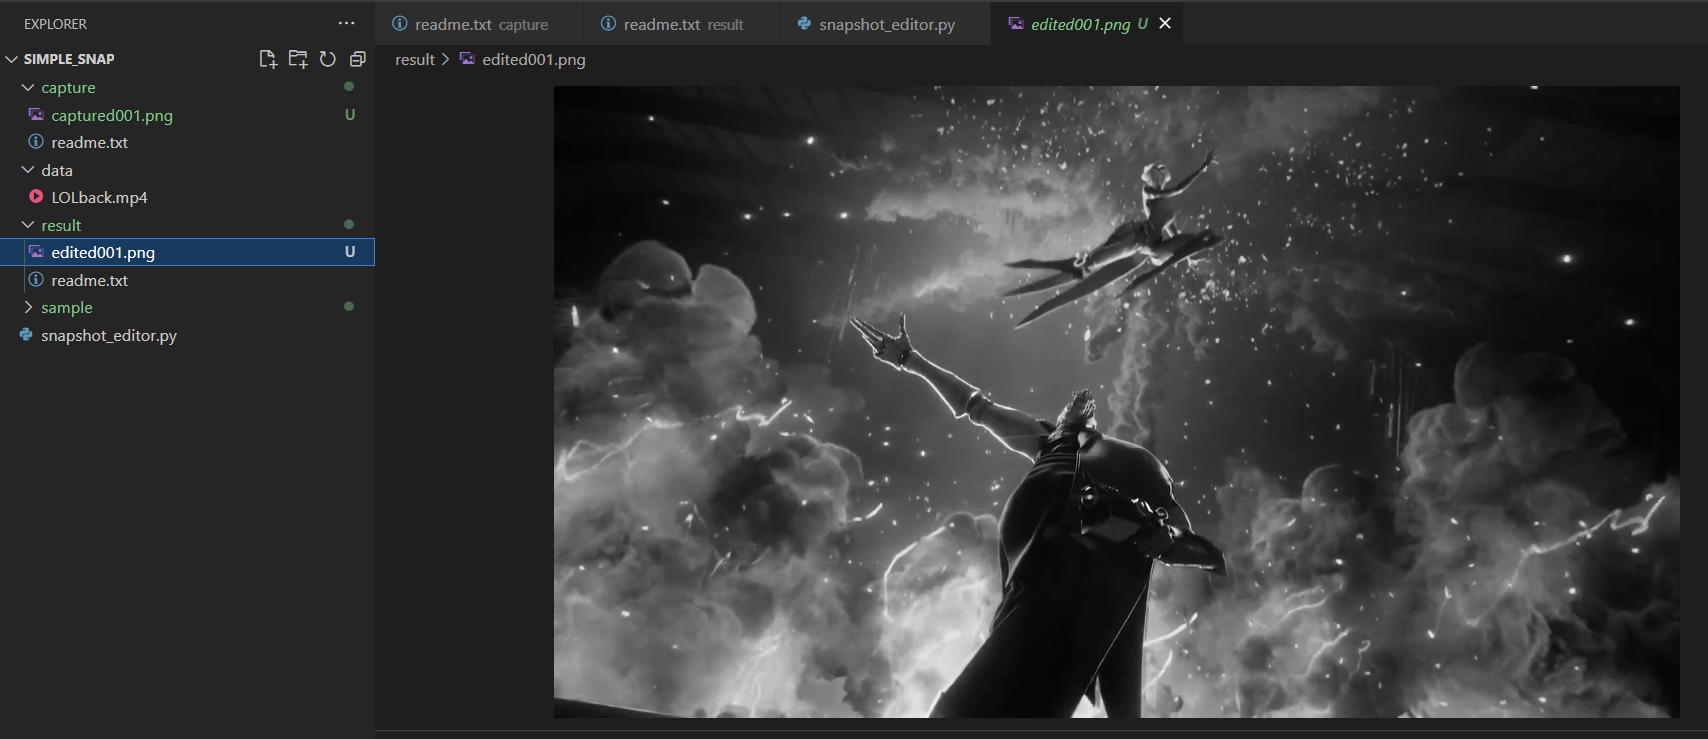 EXPLORER ···
SIMPLE_SNAP
capture
captured001.png U
readme.txt
data
LOLback.mp4
result
edited001.png U
readme.txt
sample
snapshot_editor.py
readme.txt capture
readme.txt result
snapshot_editor.py
edited001.png U
result > edited001.png